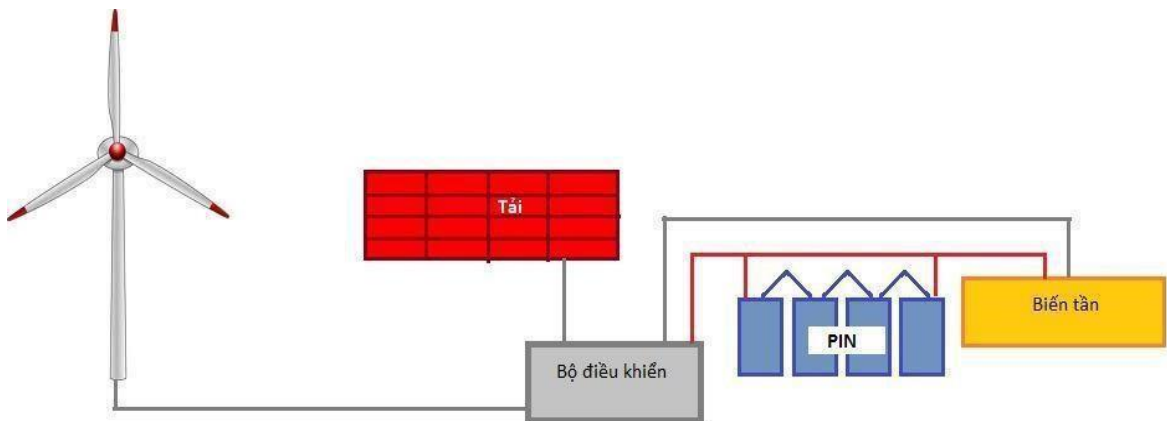 Tải
Biến tần
PIN
Bộ điều khiển